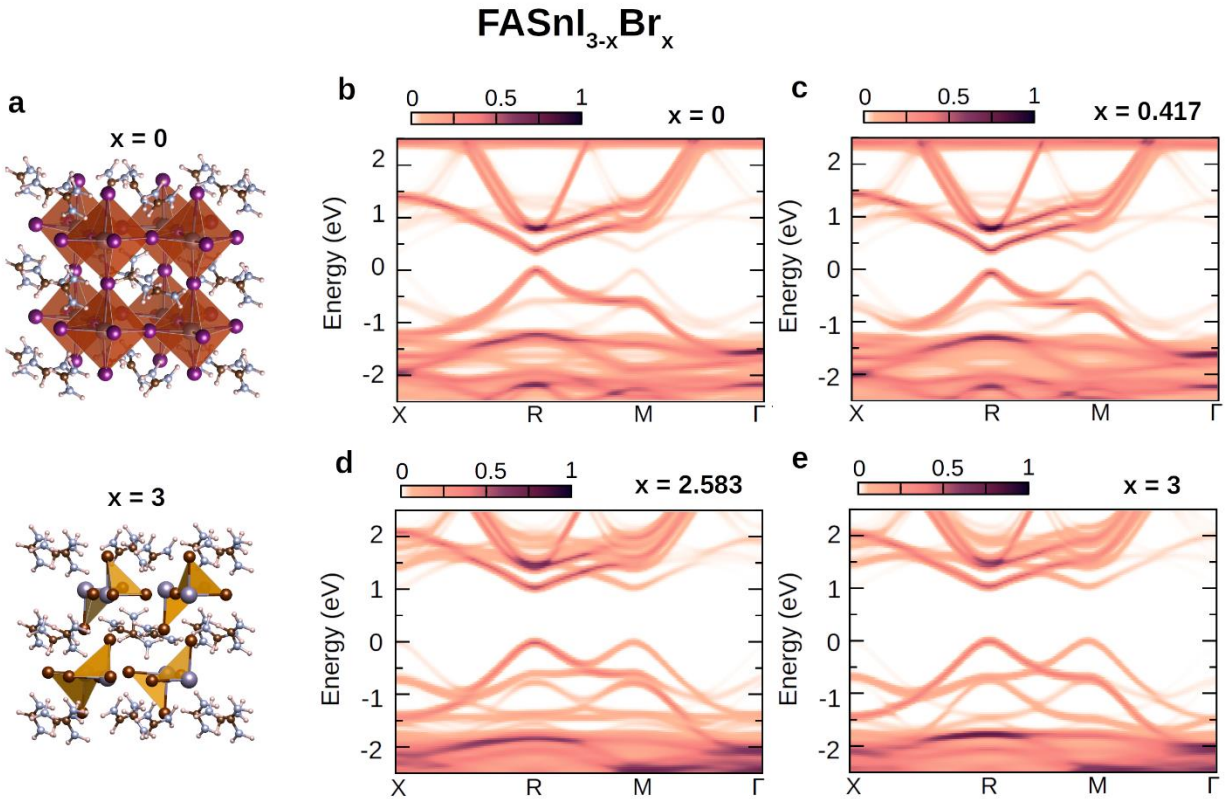 FASnI3-xBrx
a
x = 0
x = 3
b
0 0.5 1
x = 0
Energy (eV)
2
1
0
-1
-2
X R M Γ
c
0 0.5 1
x = 0.417
Energy (eV)
2
1
0
-1
-2
X R M Γ
d
0 0.5 1
x = 2.583
Energy (eV)
2
1
0
-1
-2
X R M Γ
e
0 0.5 1
x = 3
Energy (eV)
2
1
0
-1
-2
X R M Γ